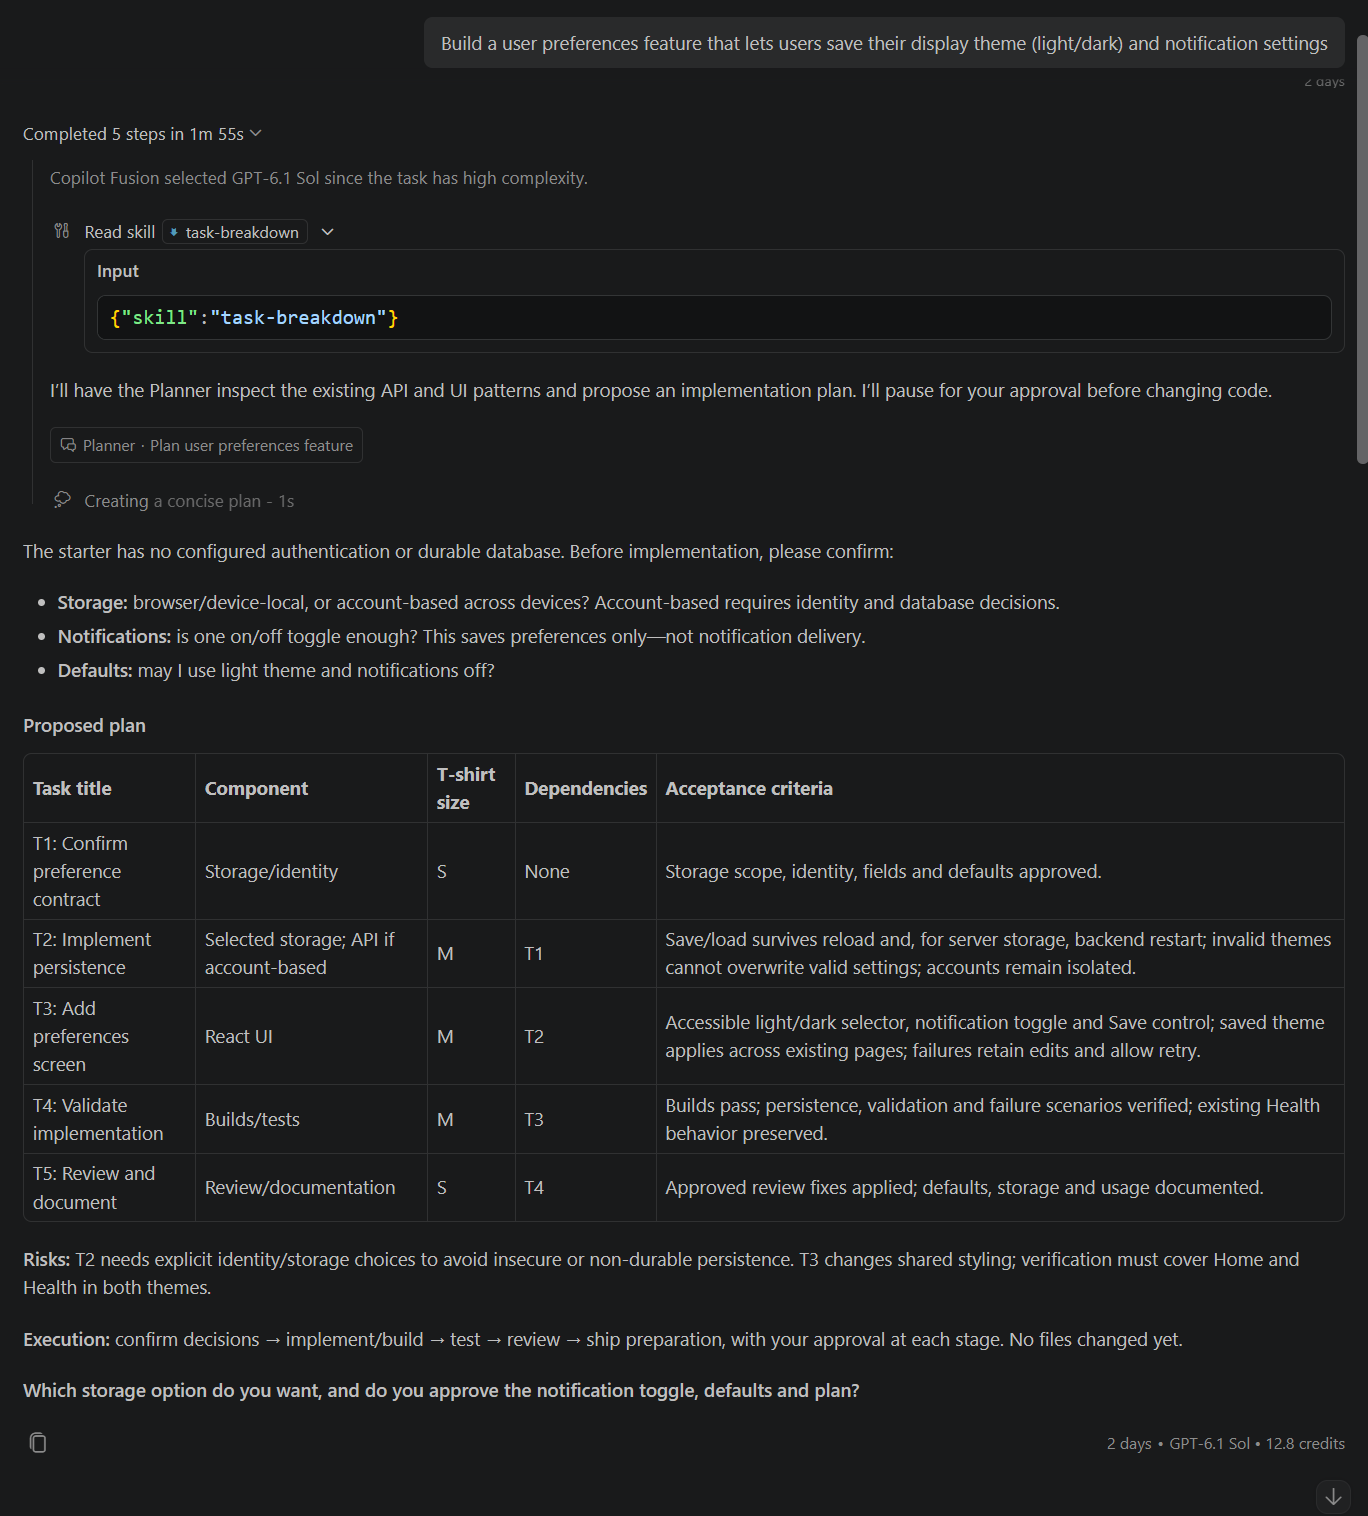 Build a user preferences feature that lets users save their display theme (light/dark) and notification settings
2 days
Completed 5 steps in 1m 55s
Copilot Fusion selected GPT-6.1 Sol since the task has high complexity.
Read skill task-breakdown
Input
{"skill":"task-breakdown"}
I’ll have the Planner inspect the existing API and UI patterns and propose an implementation plan. I’ll pause for your approval before changing code.
Planner · Plan user preferences feature
Creating a concise plan - 1s
The starter has no configured authentication or durable database. Before implementation, please confirm:
• Storage: browser/device-local, or account-based across devices? Account-based requires identity and database decisions.
• Notifications: is one on/off toggle enough? This saves preferences only—not notification delivery.
• Defaults: may I use light theme and notifications off?
Proposed plan
Task title Component T-shirt size Dependencies Acceptance criteria
T1: Confirm preference contract Storage/identity S None Storage scope, identity, fields and defaults approved.
T2: Implement persistence Selected storage; API if account-based M T1 Save/load survives reload and, for server storage, backend restart; invalid themes cannot overwrite valid settings; accounts remain isolated.
T3: Add preferences screen React UI M T2 Accessible light/dark selector, notification toggle and Save control; saved theme applies across existing pages; failures retain edits and allow retry.
T4: Validate implementation Builds/tests M T3 Builds pass; persistence, validation and failure scenarios verified; existing Health behavior preserved.
T5: Review and document Review/documentation S T4 Approved review fixes applied; defaults, storage and usage documented.
Risks: T2 needs explicit identity/storage choices to avoid insecure or non-durable persistence. T3 changes shared styling; verification must cover Home and
Health in both themes.
Execution: confirm decisions → implement/build → test → review → ship preparation, with your approval at each stage. No files changed yet.
Which storage option do you want, and do you approve the notification toggle, defaults and plan?
2 days • GPT-6.1 Sol • 12.8 credits